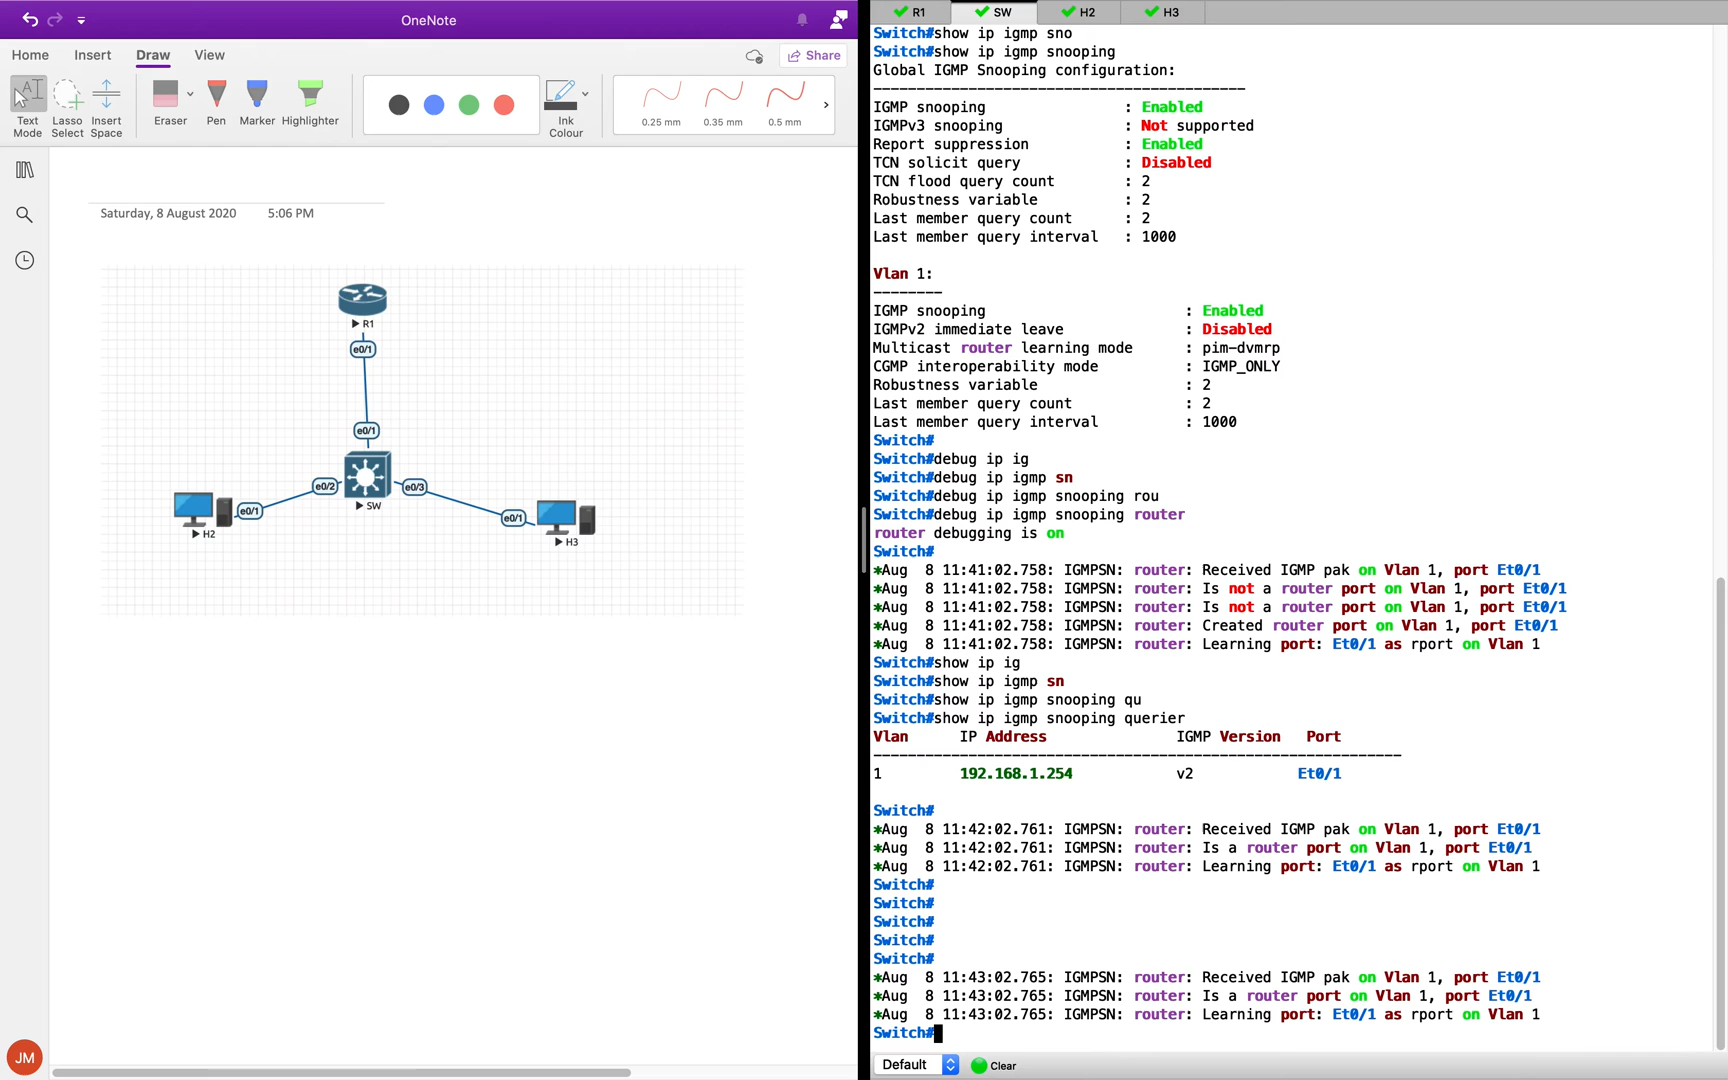 OneNote
Home Insert Draw View
Share
Text Mode
Lasso Select
Insert Space
Eraser
Pen
Marker
Highlighter
Ink Colour
0.25 mm
0.35 mm
0.5 mm
Saturday, 8 August 2020 5:06 PM
R1
e0/1
e0/1
e0/2
e0/3
SW
e0/1
H2
e0/1
H3
JM
R1 SW H2 H3
Switch#show ip igmp sno
Switch#show ip igmp snooping
Global IGMP Snooping configuration:
-------------------------------------------
IGMP snooping : Enabled
IGMPv3 snooping : Not supported
Report suppression : Enabled
TCN solicit query : Disabled
TCN flood query count : 2
Robustness variable : 2
Last member query count : 2
Last member query interval : 1000
Vlan 1:
--------
IGMP snooping : Enabled
IGMPv2 immediate leave : Disabled
Multicast router learning mode : pim-dvmrp
CGMP interoperability mode : IGMP_ONLY
Robustness variable : 2
Last member query count : 2
Last member query interval : 1000
Switch#
Switch#debug ip ig
Switch#debug ip igmp sn
Switch#debug ip igmp snooping rou
Switch#debug ip igmp snooping router
router debugging is on
Switch#
*Aug 8 11:41:02.758: IGMPSN: router: Received IGMP pak on Vlan 1, port Et0/1
*Aug 8 11:41:02.758: IGMPSN: router: Is not a router port on Vlan 1, port Et0/1
*Aug 8 11:41:02.758: IGMPSN: router: Is not a router port on Vlan 1, port Et0/1
*Aug 8 11:41:02.758: IGMPSN: router: Created router port on Vlan 1, port Et0/1
*Aug 8 11:41:02.758: IGMPSN: router: Learning port: Et0/1 as rport on Vlan 1
Switch#show ip ig
Switch#show ip igmp sn
Switch#show ip igmp snooping qu
Switch#show ip igmp snooping querier
Vlan IP Address IGMP Version Port
-------------------------------------------------------------
1 192.168.1.254 v2 Et0/1
Switch#
*Aug 8 11:42:02.761: IGMPSN: router: Received IGMP pak on Vlan 1, port Et0/1
*Aug 8 11:42:02.761: IGMPSN: router: Is a router port on Vlan 1, port Et0/1
*Aug 8 11:42:02.761: IGMPSN: router: Learning port: Et0/1 as rport on Vlan 1
Switch#
Switch#
Switch#
Switch#
Switch#
*Aug 8 11:43:02.765: IGMPSN: router: Received IGMP pak on Vlan 1, port Et0/1
*Aug 8 11:43:02.765: IGMPSN: router: Is a router port on Vlan 1, port Et0/1
*Aug 8 11:43:02.765: IGMPSN: router: Learning port: Et0/1 as rport on Vlan 1
Switch#
Default Clear